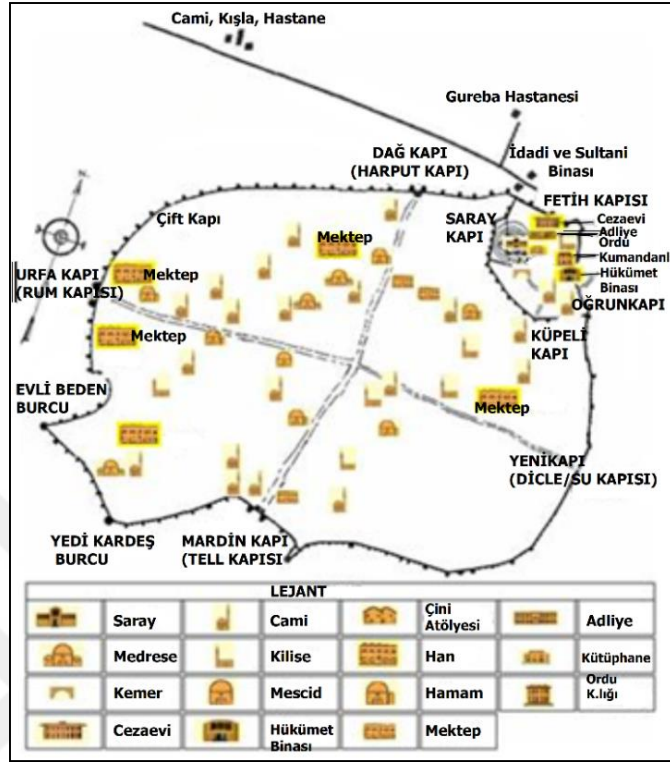 Cami, Kışla, Hastane
Gureba Hastanesi
DAĞ KAPI
(HARPUT KAPI)
İdadi ve Sultani
Binası
FETİH KAPISI
SARAY
KAPI
Cezaevi
Adliye
Ordu
Kumandanl
Hükümet
Binası
OĞRUNKAPI
Çift Kapı
Mektep
N
URFA KAPI
(RUM KAPISI)
Mektep
Mektep
KÜPELİ
KAPI
EVLİ BEDEN
BURCU
Mektep
YENİKAPI
(DİCLE/SU KAPISI)
YEDİ KARDEŞ
BURCU
MARDİN KAPI
(TELL KAPISI
LEJANT
Saray
Cami
Çini
Atölyesi
Adliye
Medrese
Kilise
Han
Kütüphane
Kemer
Mescid
Hamam
Ordu
K.lığı
Cezaevi
Hükümet
Binası
Mektep